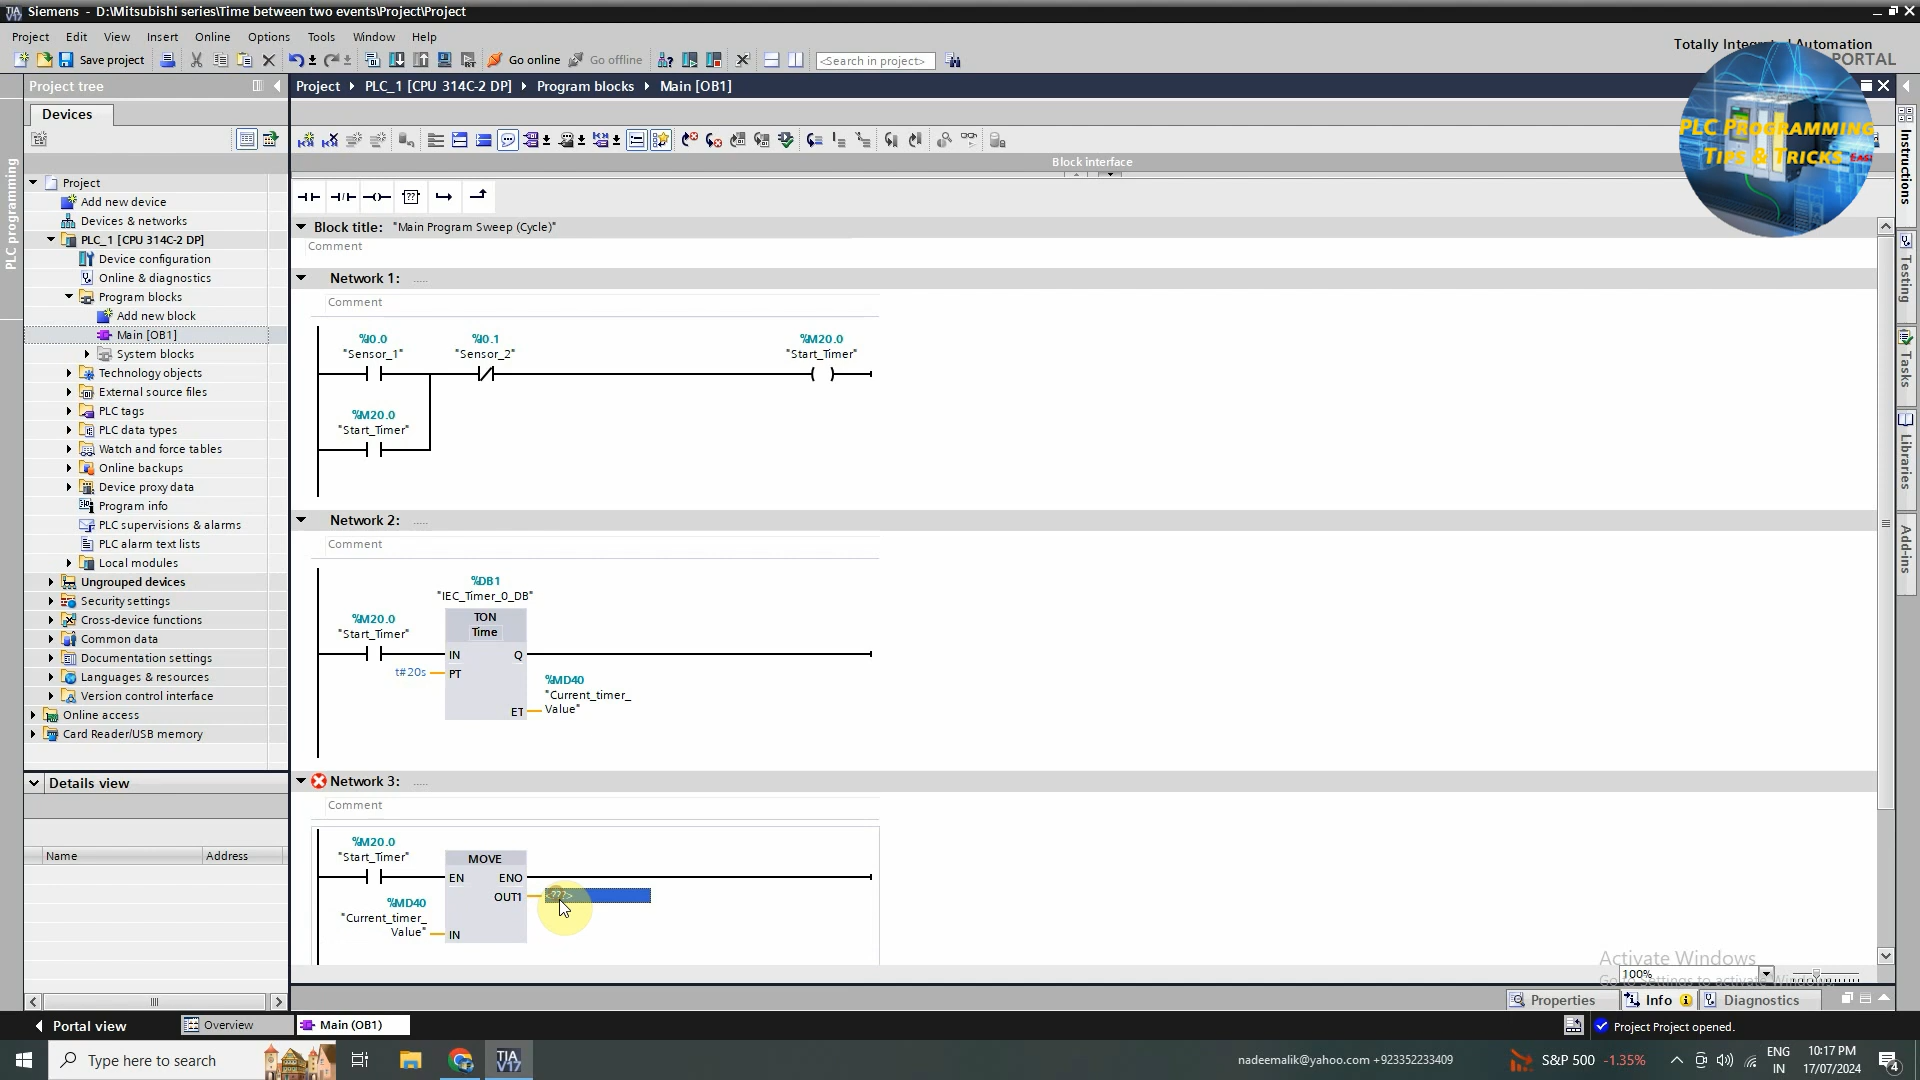 Siemens - D:\Mitsubishi series\Time between two events\Project\Project
Project Edit View Insert Online Options Tools Window Help
Totally Integrated Automation
PORTAL
Save project
Go online
Go offline
<Search in project>
Project tree
Project PLC_1 [CPU 314C-2 DP] Program blocks Main [OB1]
Devices
Block interface
PLC Programming
Tips & Tricks Easy
PLC programming
Instructions
Testing
Tasks
Libraries
Add-ins
Project
Add new device
Devices & networks
PLC_1 [CPU 314C-2 DP]
Device configuration
Online & diagnostics
Program blocks
Add new block
Main [OB1]
System blocks
Technology objects
External source files
PLC tags
PLC data types
Watch and force tables
Online backups
Device proxy data
Program info
PLC supervisions & alarms
PLC alarm text lists
Local modules
Ungrouped devices
Security settings
Cross-device functions
Common data
Documentation settings
Languages & resources
Version control interface
Online access
Card Reader/USB memory
Details view
Name Address
Block title: "Main Program Sweep (Cycle)"
Comment
Network 1: .....
Comment
%I0.0
"Sensor_1"
%I0.1
"Sensor_2"
%M20.0
"Start_Timer"
%M20.0
"Start_Timer"
Network 2: .....
Comment
%DB1
"IEC_Timer_0_DB"
%M20.0
"Start_Timer"
TON
Time
IN Q
t#20s PT
%MD40
"Current_timer_
Value"
ET
Network 3: .....
Comment
%M20.0
"Start_Timer"
MOVE
EN ENO
OUT1 <???>
%MD40
"Current_timer_
Value" IN
Activate Windows
Go to Settings to activate Windows.
100%
Properties Info Diagnostics
Portal view Overview Main (OB1)
Project Project opened.
Type here to search
TIA
V17
nadeemalik@yahoo.com +923352233409
S&P 500 -1.35%
ENG
IN
10:17 PM
17/07/2024
4